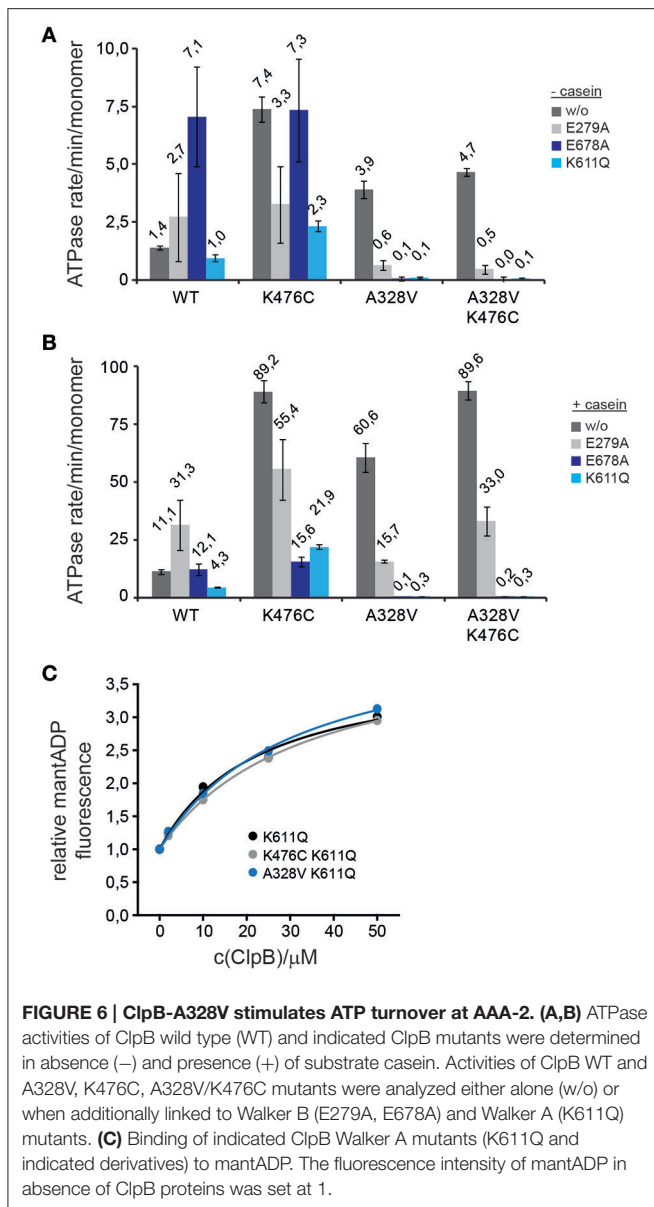 A
10,0
7,5
5,0
2,5
0
ATPase rate/min/monomer
1,4
2,7
7,1
1,0
7,4
3,3
7,3
2,3
3,9
0,6
0,1
0,1
4,7
0,5
0,0
0,1
- casein
w/o
E279A
E678A
K611Q
WT
K476C
A328V
A328V
K476C
B
100
75
50
25
0
ATPase rate/min/monomer
11,1
31,3
12,1
4,3
89,2
55,4
15,6
21,9
60,6
15,7
0,1
0,3
89,6
33,0
0,2
0,3
+ casein
w/o
E279A
E678A
K611Q
WT
K476C
A328V
A328V
K476C
C
3,5
3,0
2,5
2,0
1,5
1,0
0,5
0,0
relative mantADP
fluorescence
K611Q
K476C K611Q
A328V K611Q
0
10
20
30
40
50
c(ClpB)/μM
FIGURE 6 | ClpB-A328V stimulates ATP turnover at AAA-2. (A,B) ATPase
activities of ClpB wild type (WT) and indicated ClpB mutants were determined
in absence (−) and presence (+) of substrate casein. Activities of ClpB WT and
A328V, K476C, A328V/K476C mutants were analyzed either alone (w/o) or
when additionally linked to Walker B (E279A, E678A) and Walker A (K611Q)
mutants. (C) Binding of indicated ClpB Walker A mutants (K611Q and
indicated derivatives) to mantADP. The fluorescence intensity of mantADP in
absence of ClpB proteins was set at 1.